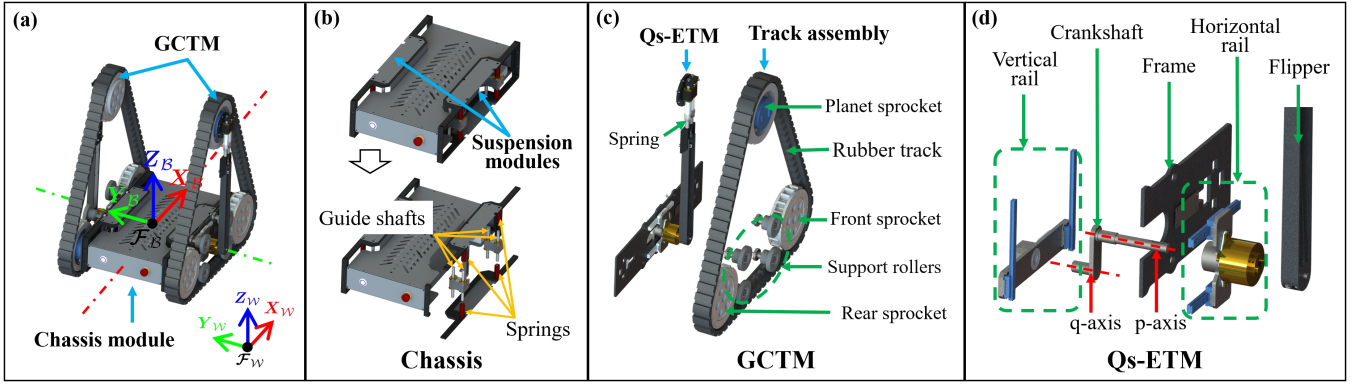 (a)
GCTM
Z_B
X_B
Y_B
F_B
Chassis module
Z_W
X_W
Y_W
F_W
(b)
Suspension
modules
Guide shafts
Springs
Chassis
(c)
Qs-ETM
Track assembly
Spring
Planet sprocket
Rubber track
Front sprocket
Support rollers
Rear sprocket
GCTM
(d)
Crankshaft
Horizontal
rail
Vertical
rail
Frame
Flipper
q-axis
p-axis
Qs-ETM